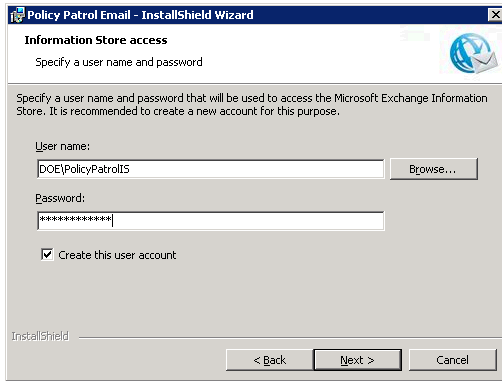 Policy Patrol Email - InstallShield Wizard
Information Store access
Specify a user name and password
Specify a user name and password that will be used to access the Microsoft Exchange Information
Store. It is recommended to create a new account for this purpose.
User name:
DOE\PolicyPatrolIS
Browse...
Password:
************
Create this user account
InstallShield
< Back
Next >
Cancel